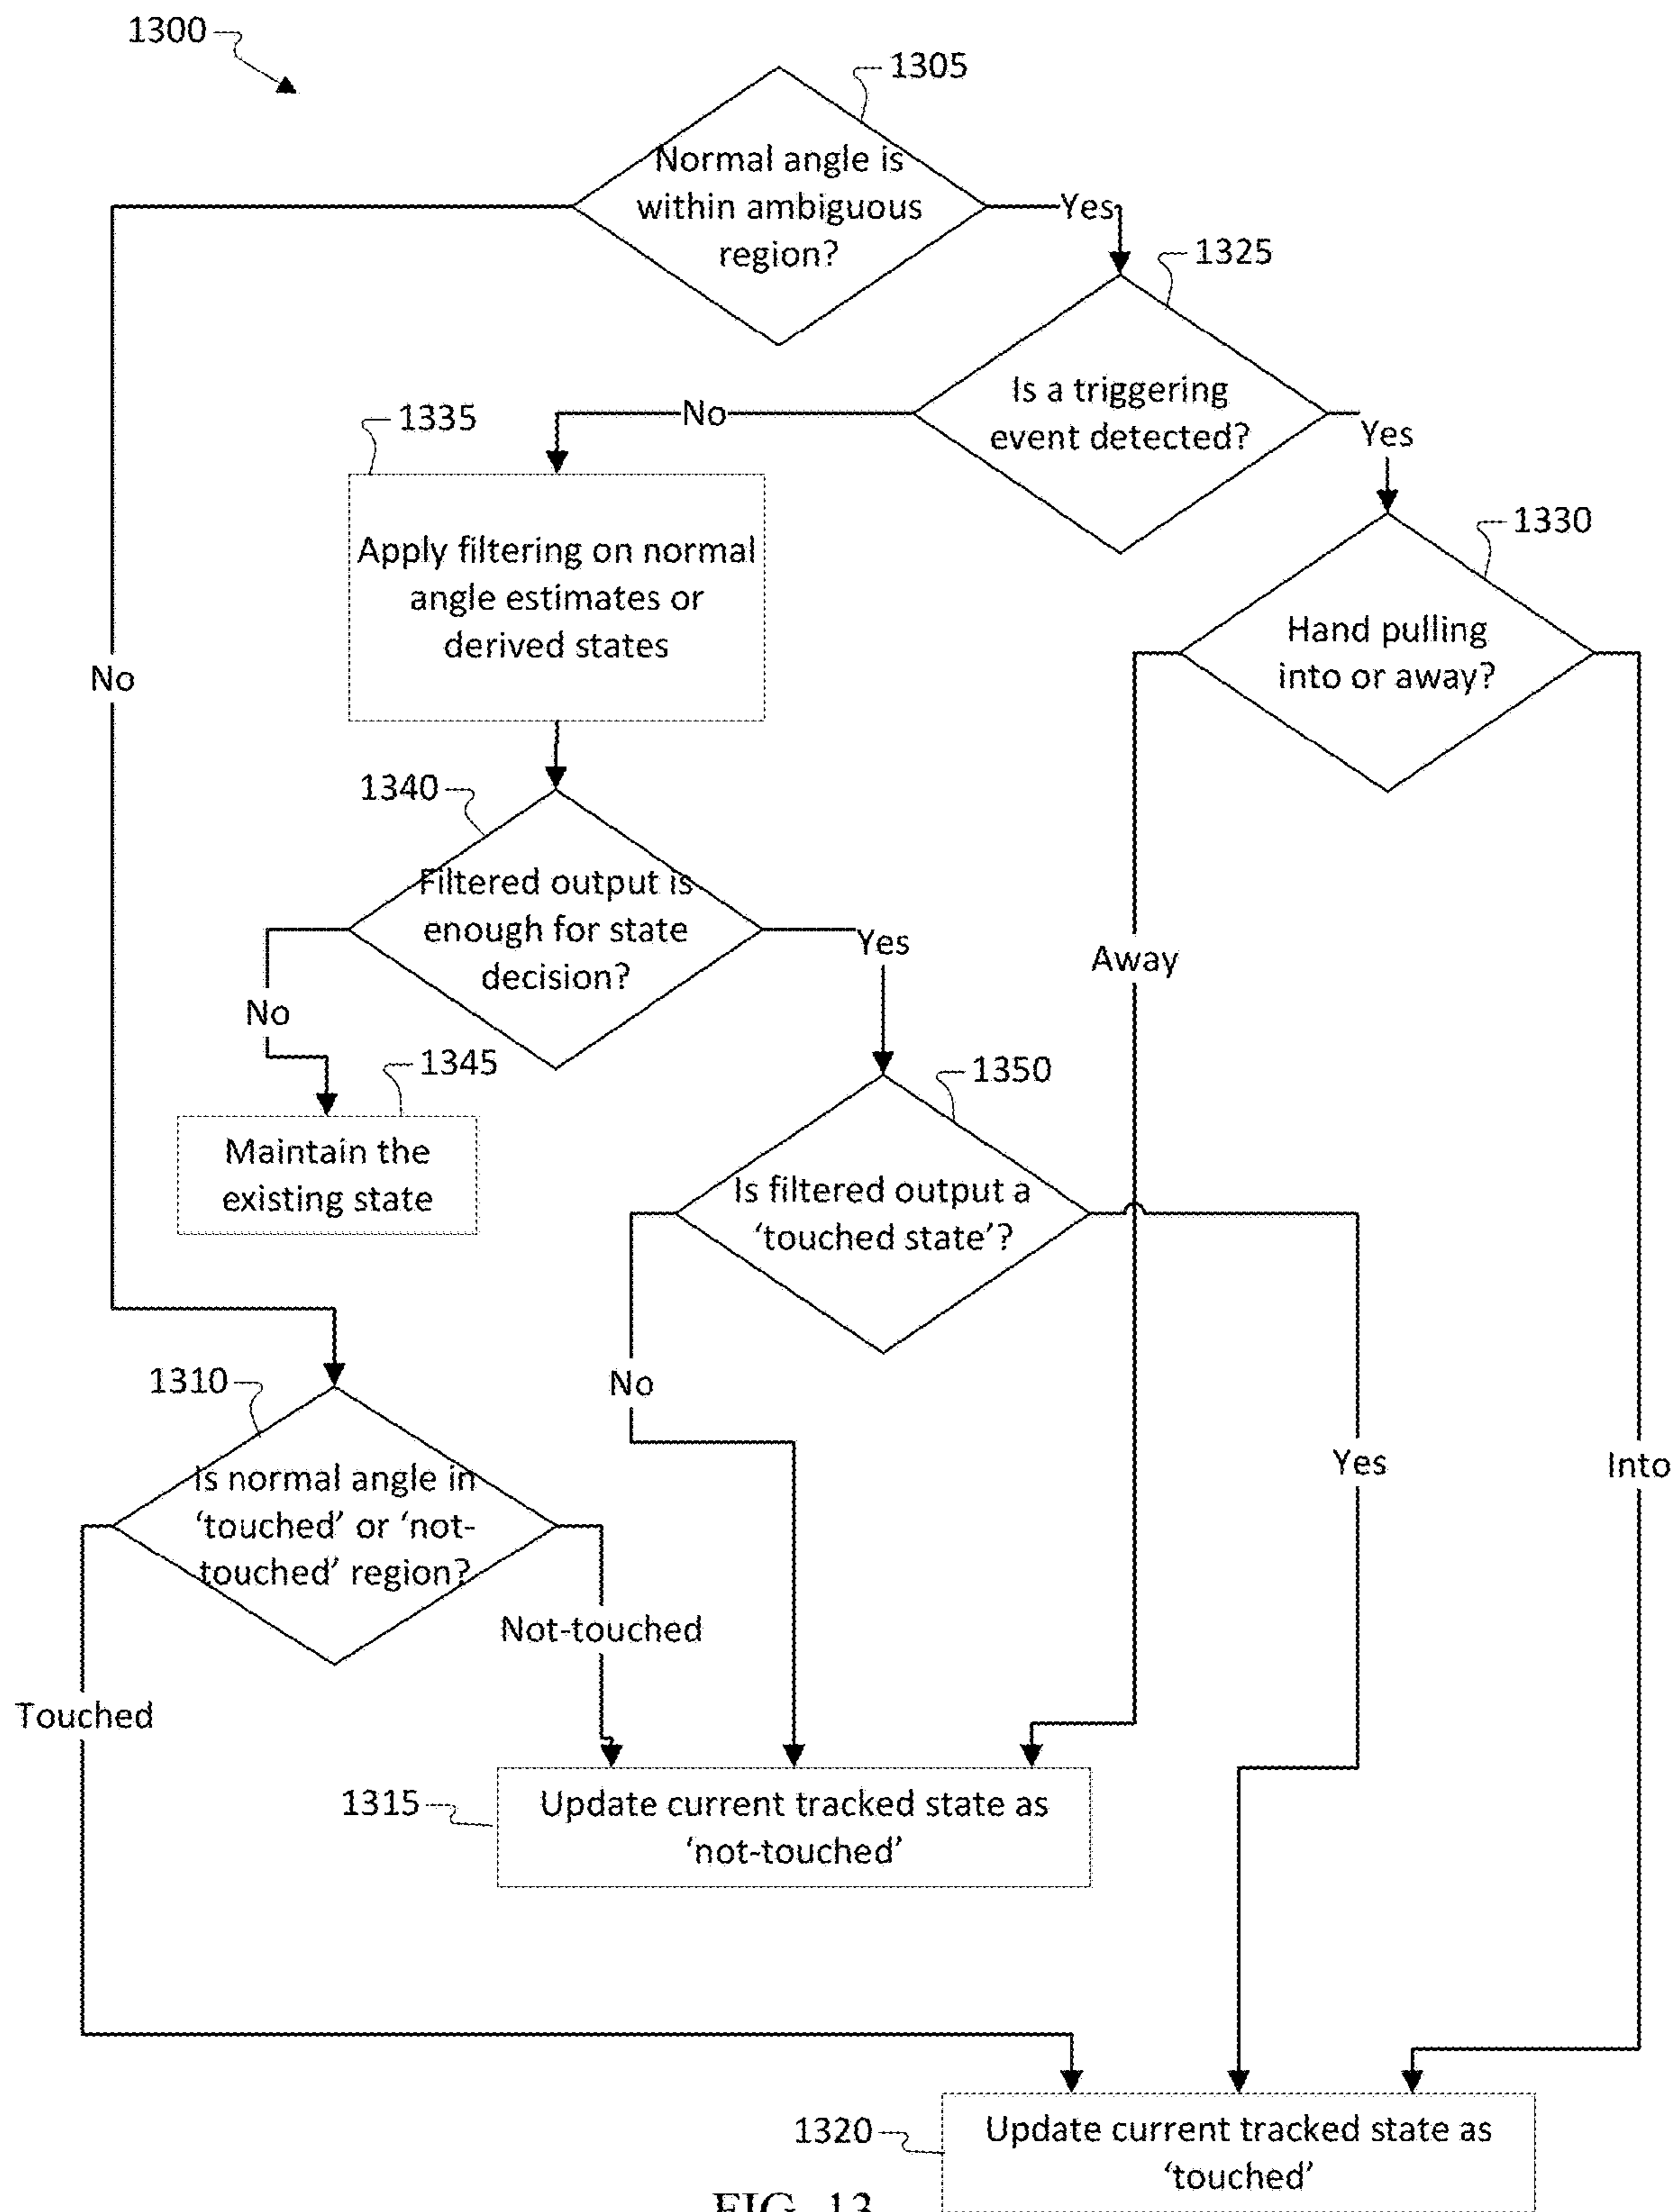 1300
1305
Normal angle is
within ambiguous
region?
Yes
1325
Is a triggering
event detected?
No
1335
Yes
1330
Apply filtering on normal
angle estimates or
derived states
Hand pulling
into or away?
No
1340
Filtered output is
enough for state
decision?
Yes
Away
No
1345
1350
Maintain the
existing state
Is filtered output a
‘touched state’?
1310
No
Is normal angle in
‘touched’ or ‘not-
touched’ region?
Yes
Into
Not-touched
Touched
1315
Update current tracked state as
‘not-touched’
1320
Update current tracked state as
‘touched’
FIG. 13